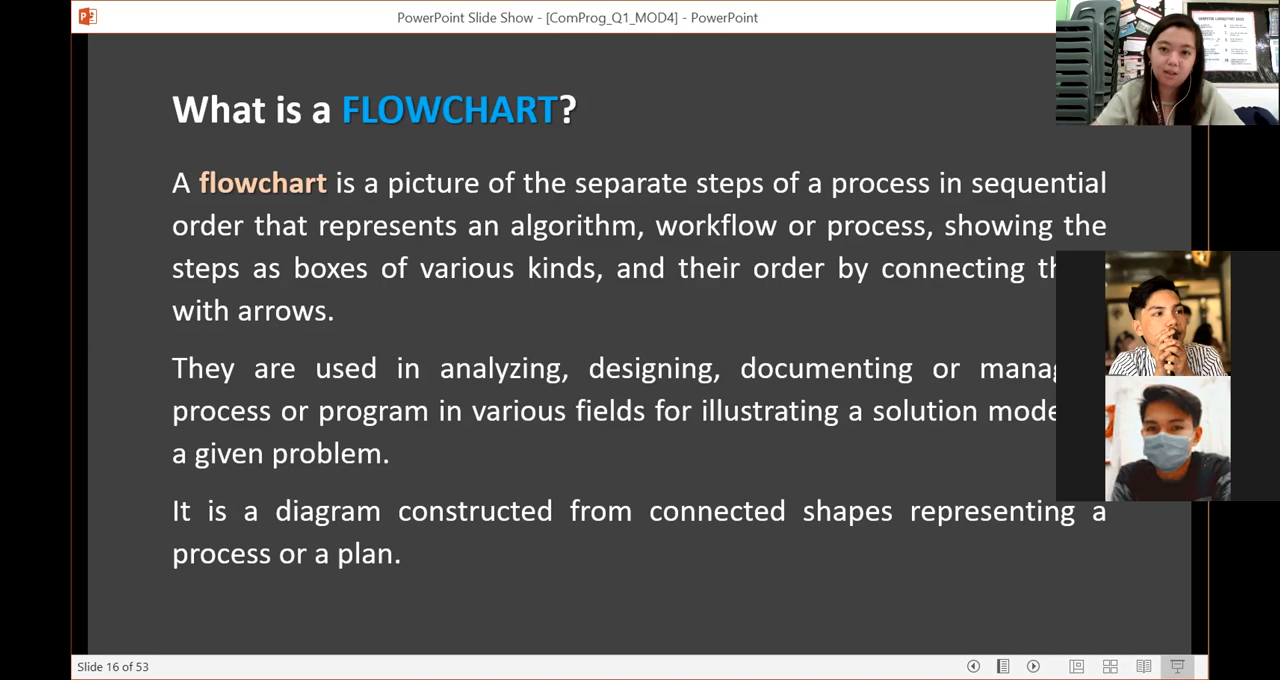 PowerPoint Slide Show - [ComProg_Q1_MOD4] - PowerPoint
What is a FLOWCHART?
A flowchart is a picture of the separate steps of a process in sequential
order that represents an algorithm, workflow or process, showing the
steps as boxes of various kinds, and their order by connecting th
with arrows.
They are used in analyzing, designing, documenting or manag
process or program in various fields for illustrating a solution mode
a given problem.
It is a diagram constructed from connected shapes representing a
process or a plan.
Slide 16 of 53